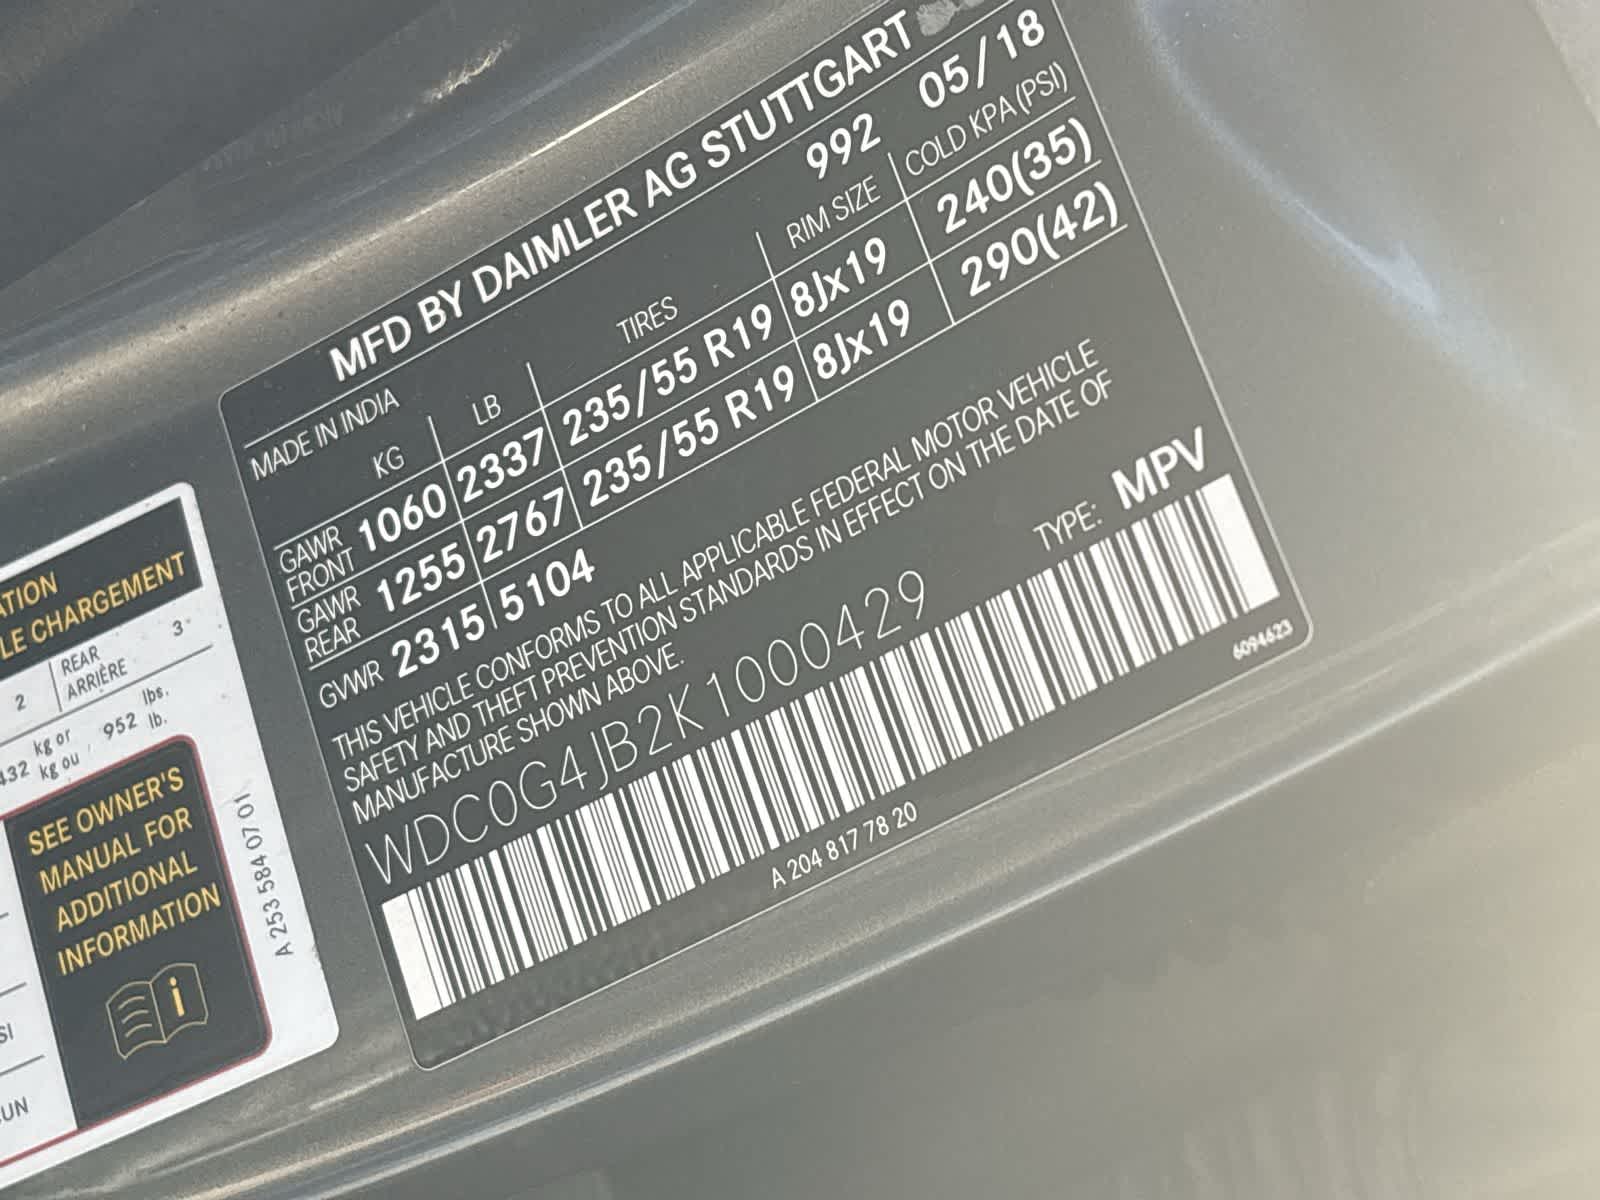 MFD BY DAIMLER AG STUTTGART
MADE IN INDIA 992 05/18
KG LB TIRES RIM SIZE COLD KPA(PSI)
GAWR FRONT 1060 2337 235/55 R19 8Jx19 240(35)
GAWR REAR 1255 2767 235/55 R19 8Jx19 290(42)
GVWR 2315 5104
THIS VEHICLE CONFORMS TO ALL APPLICABLE FEDERAL MOTOR VEHICLE
SAFETY AND THEFT PREVENTION STANDARDS IN EFFECT ON THE DATE OF
MANUFACTURE SHOWN ABOVE.
TYPE: MPV
WDC0G4JB2K1000429
6094623
A 204 817 78 20
ATION
LE CHARGEMENT
2 REAR 3
ARRIÈRE
432 kg or 952 lbs.
kg ou lb.
SEE OWNER'S
MANUAL FOR
ADDITIONAL
INFORMATION
i
A 253 584 07 01
SI
UN